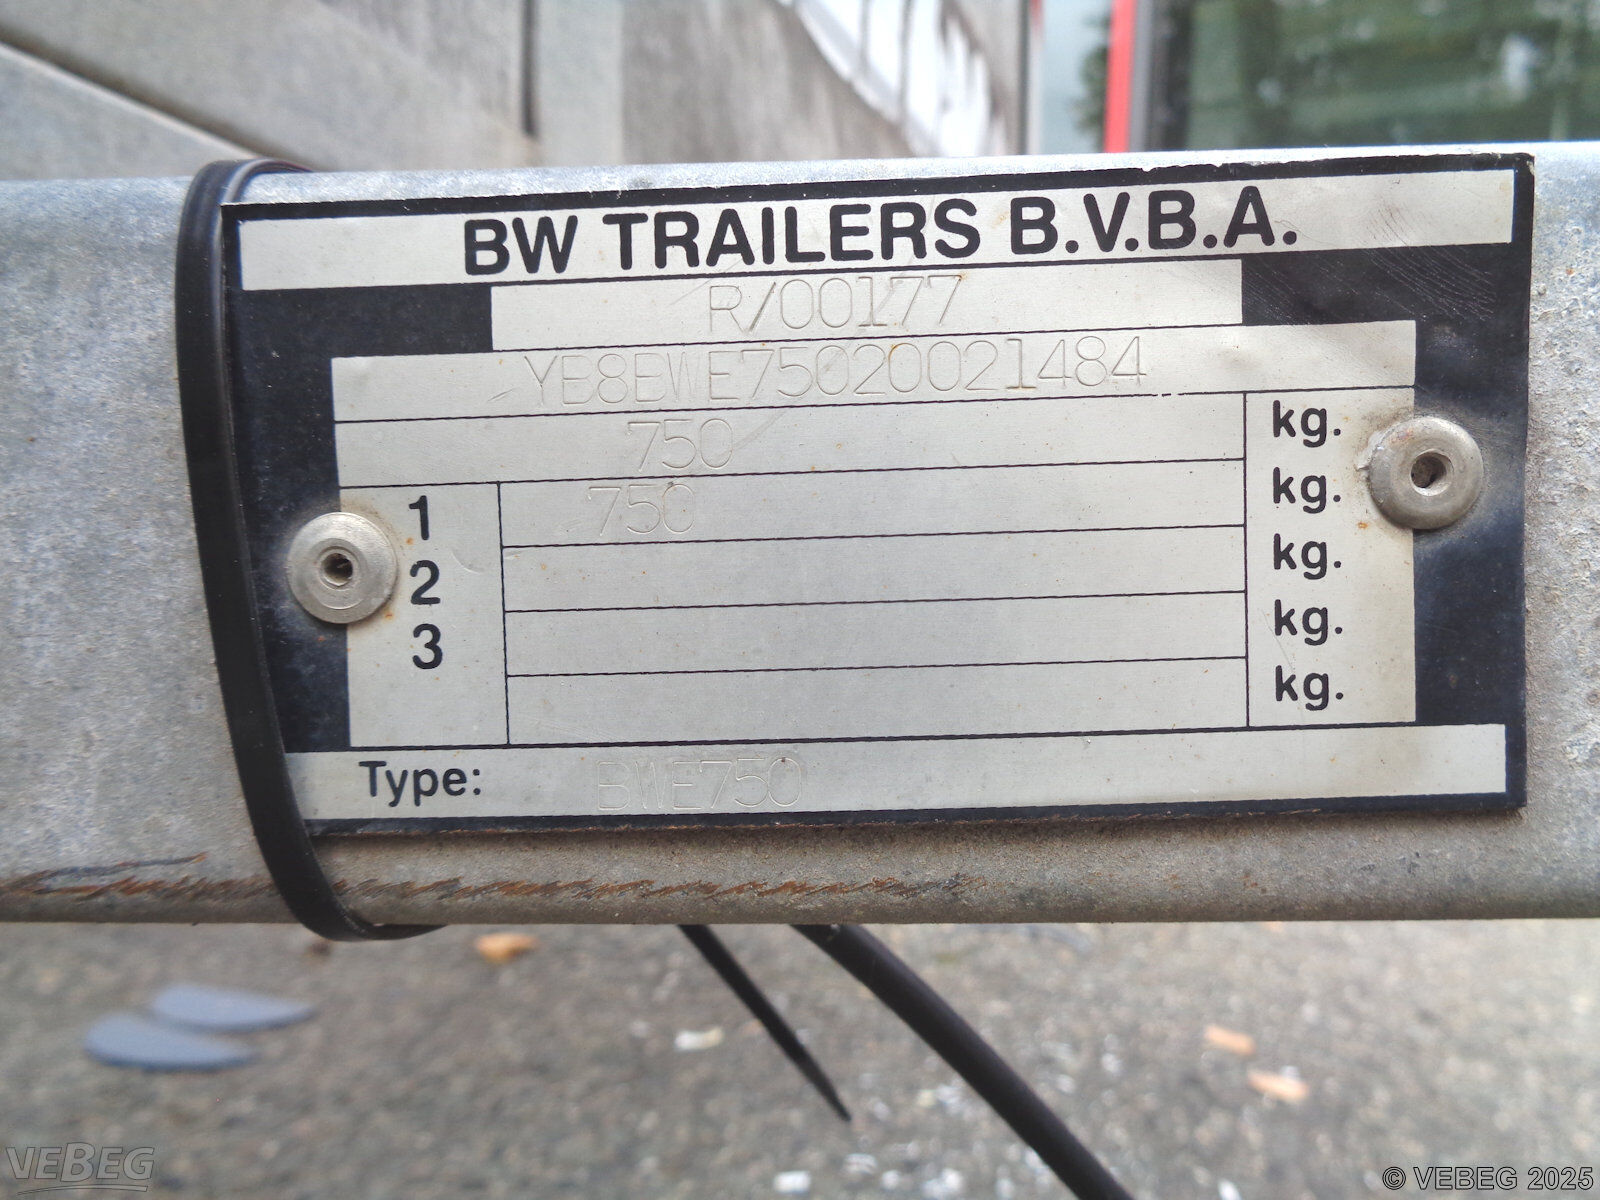 BW TRAILERS B.V.B.A.
R/00177
YB8BWE75020021484
750 kg.
1 750 kg.
2 kg.
3 kg.
kg.
Type: BWE750
VEBEG
© VEBEG 2025